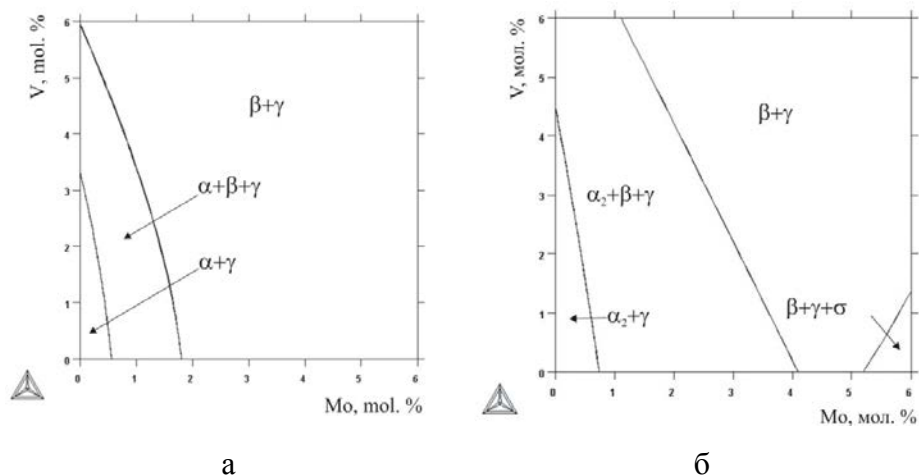 V, mol. %
6
5
4
3
2
1
0
β+γ
α+β+γ
α+γ
0 1 2 3 4 5 6
Mo, mol. %
а
V, мол. %
6
5
4
3
2
1
0
β+γ
α₂+β+γ
β+γ+σ
α₂+γ
0 1 2 3 4 5 6
Mo, мол. %
б